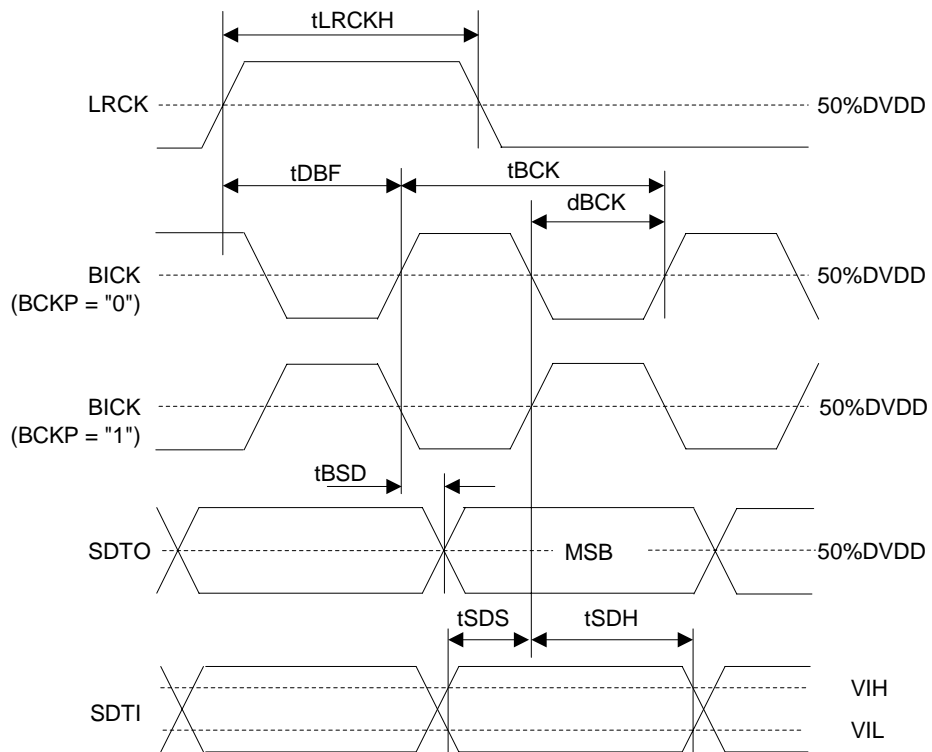 tLRCKH
LRCK
50%DVDD
tDBF
tBCK
dBCK
BICK
(BCKP = "0")
50%DVDD
BICK
(BCKP = "1")
50%DVDD
tBSD
SDTO
MSB
50%DVDD
tSDS
tSDH
SDTI
VIH
VIL